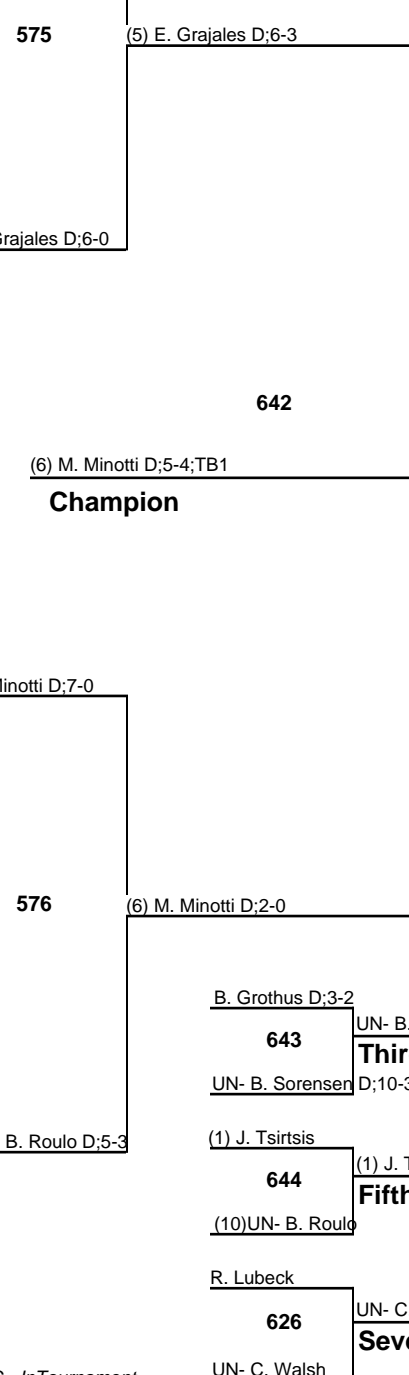 575
(5) E. Grajales D;6-3
Grajales D;6-0
642
(6) M. Minotti D;5-4;TB1
Champion
Minotti D;7-0
576
(6) M. Minotti D;2-0
B. Grothus D;3-2
643
UN- B.
Thir
UN- B. Sorensen D;10-3
B. Roulo D;5-3
(1) J. Tsirtsis
644
(1) J. T
Fifth
(10)UN- B. Roulo
R. Lubeck
626
UN- C
Seve
UN- C. Walsh
InTournament